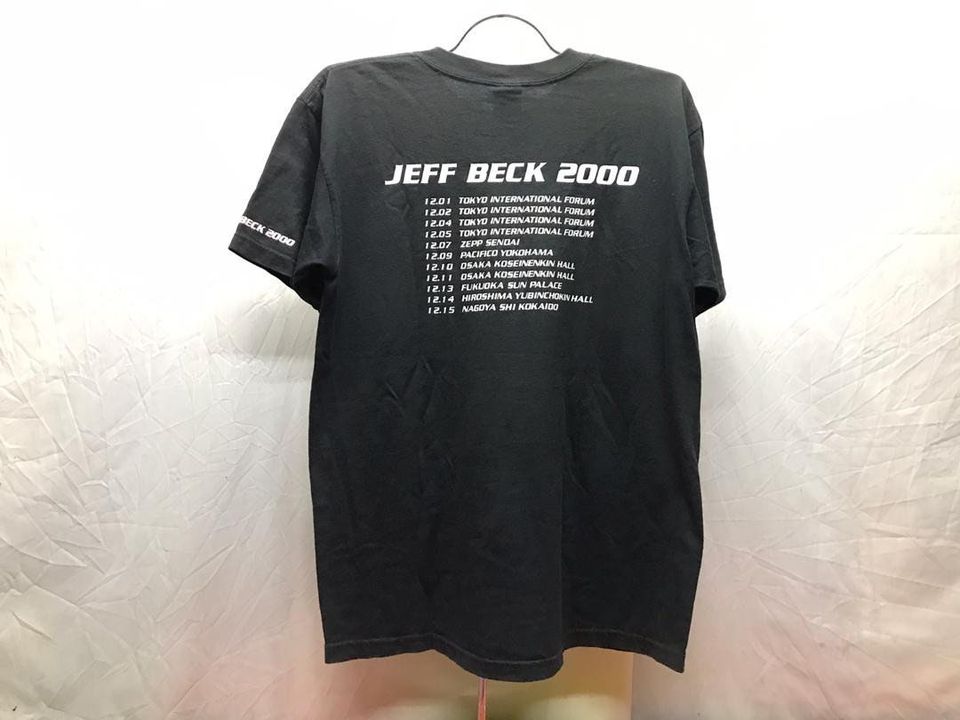 JEFF BECK 2000
12.01 TOKYO INTERNATIONAL FORUM
12.02 TOKYO INTERNATIONAL FORUM
12.04 TOKYO INTERNATIONAL FORUM
12.05 TOKYO INTERNATIONAL FORUM
12.07 ZEPP SENDAI
12.09 PACIFICO YOKOHAMA
12.10 OSAKA KOSEINENKIN HALL
12.11 OSAKA KOSEINENKIN HALL
12.13 FUKUOKA SUN PALACE
12.14 HIROSHIMA YUBINCHOKIN HALL
12.15 NAGOYA SHI KOKAIDO
BECK 2000